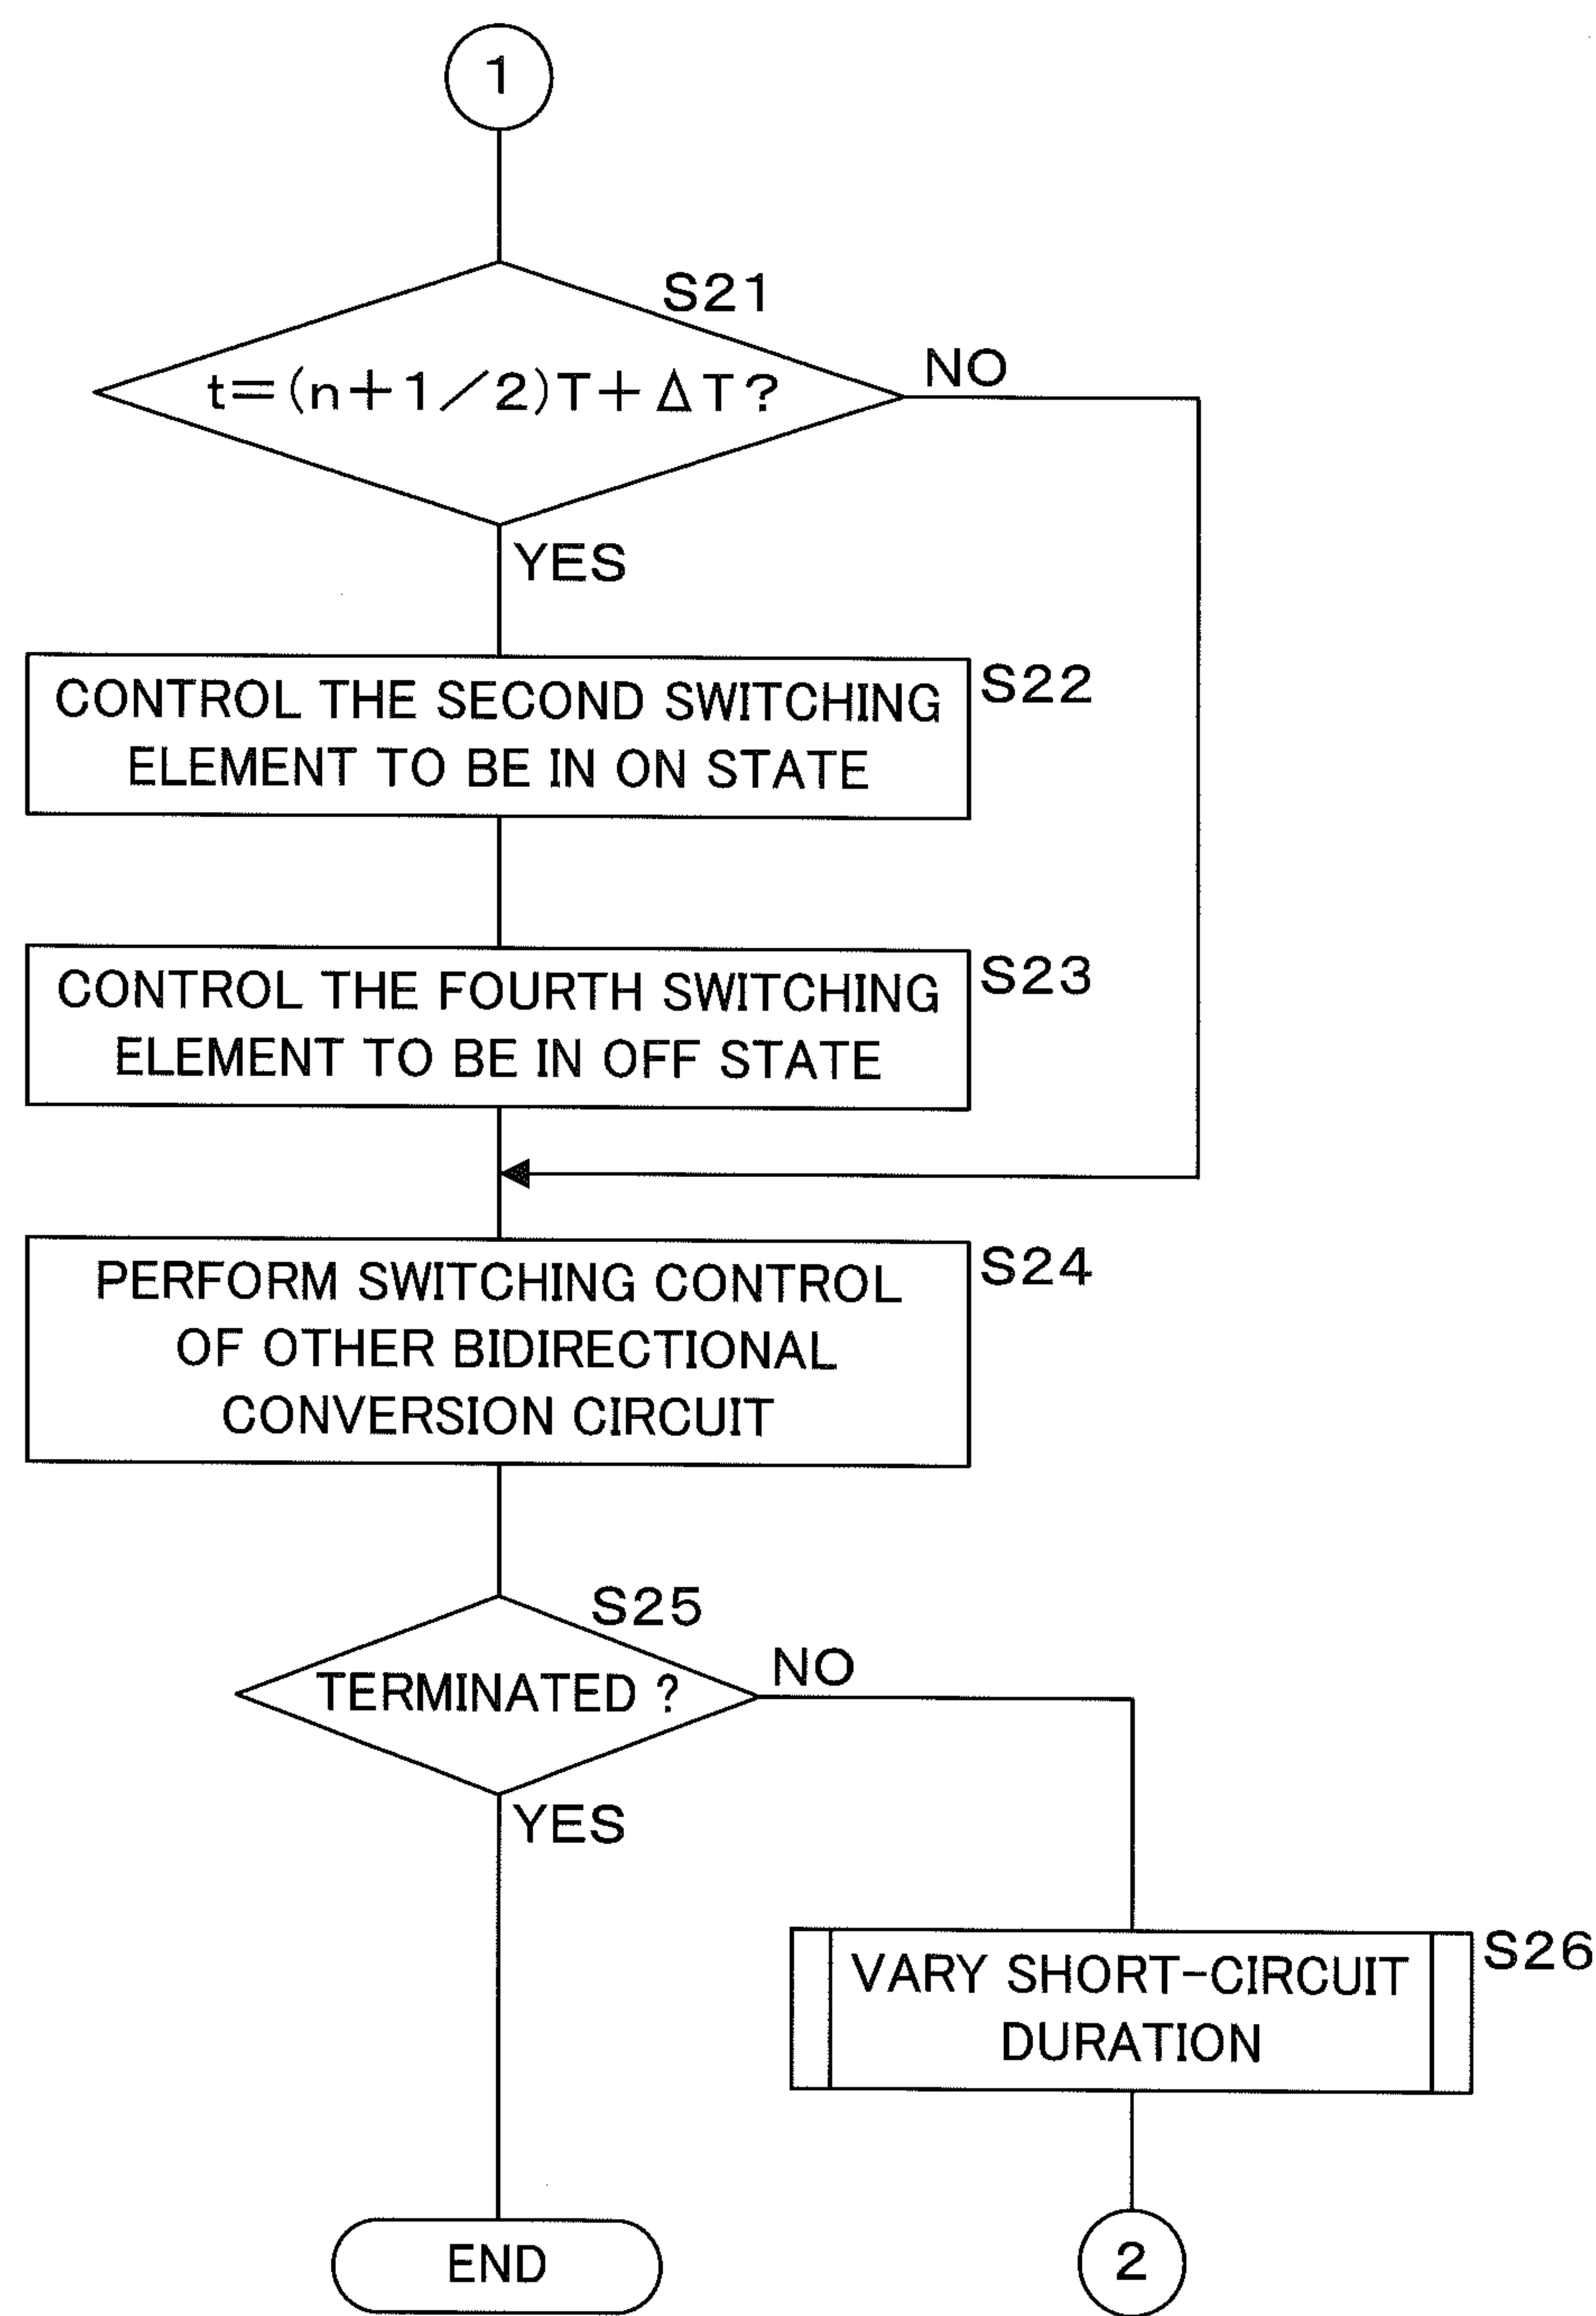 1
S21
t=(n+1/2)T+ΔT?
NO
YES
CONTROL THE SECOND SWITCHING
ELEMENT TO BE IN ON STATE
S22
CONTROL THE FOURTH SWITCHING
ELEMENT TO BE IN OFF STATE
S23
PERFORM SWITCHING CONTROL
OF OTHER BIDIRECTIONAL
CONVERSION CIRCUIT
S24
S25
TERMINATED ?
NO
YES
VARY SHORT-CIRCUIT
DURATION
S26
END
2